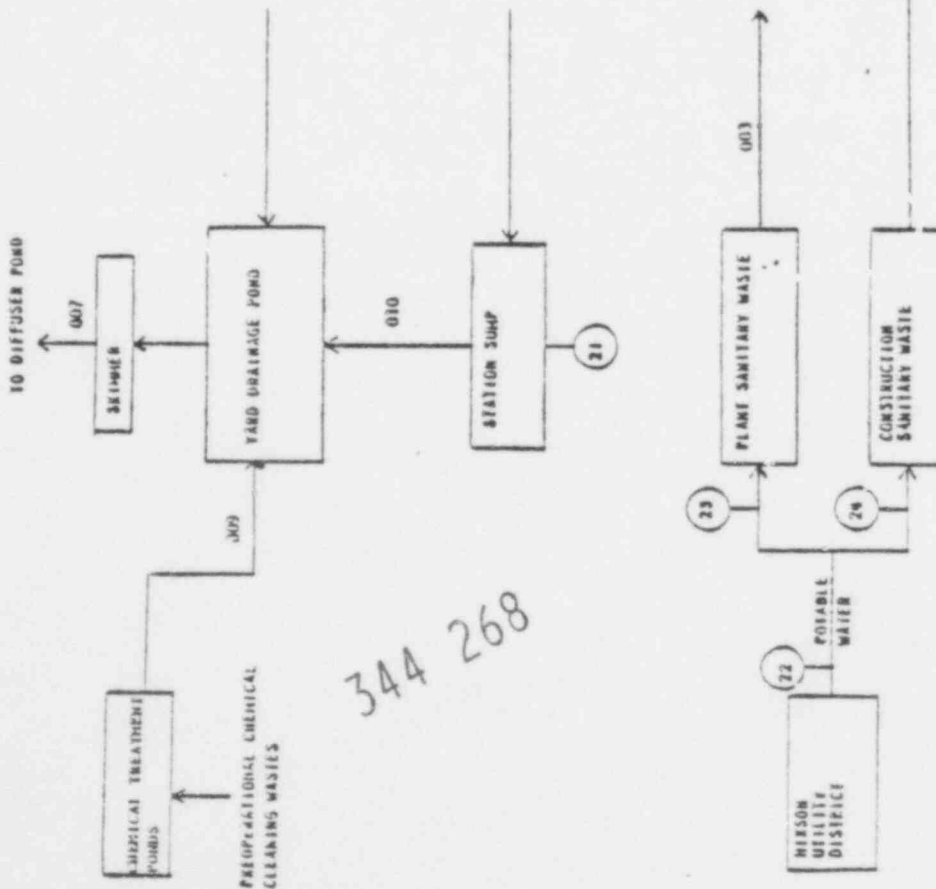 TO DIFFUSER POND
007
SKIMMER
YARD DRAINAGE POND
009
CHEMICAL TREATMENT
PONDS
PREOPERATIONAL CHEMICAL
CLEANING WASTES
010
STATION SUMP
21
344 268
003
PLANT SANITARY WASTE
23
CONSTRUCTION
SANITARY WASTE
24
POTABLE
WATER
22
HIXSON
UTILITY
DISTRICT